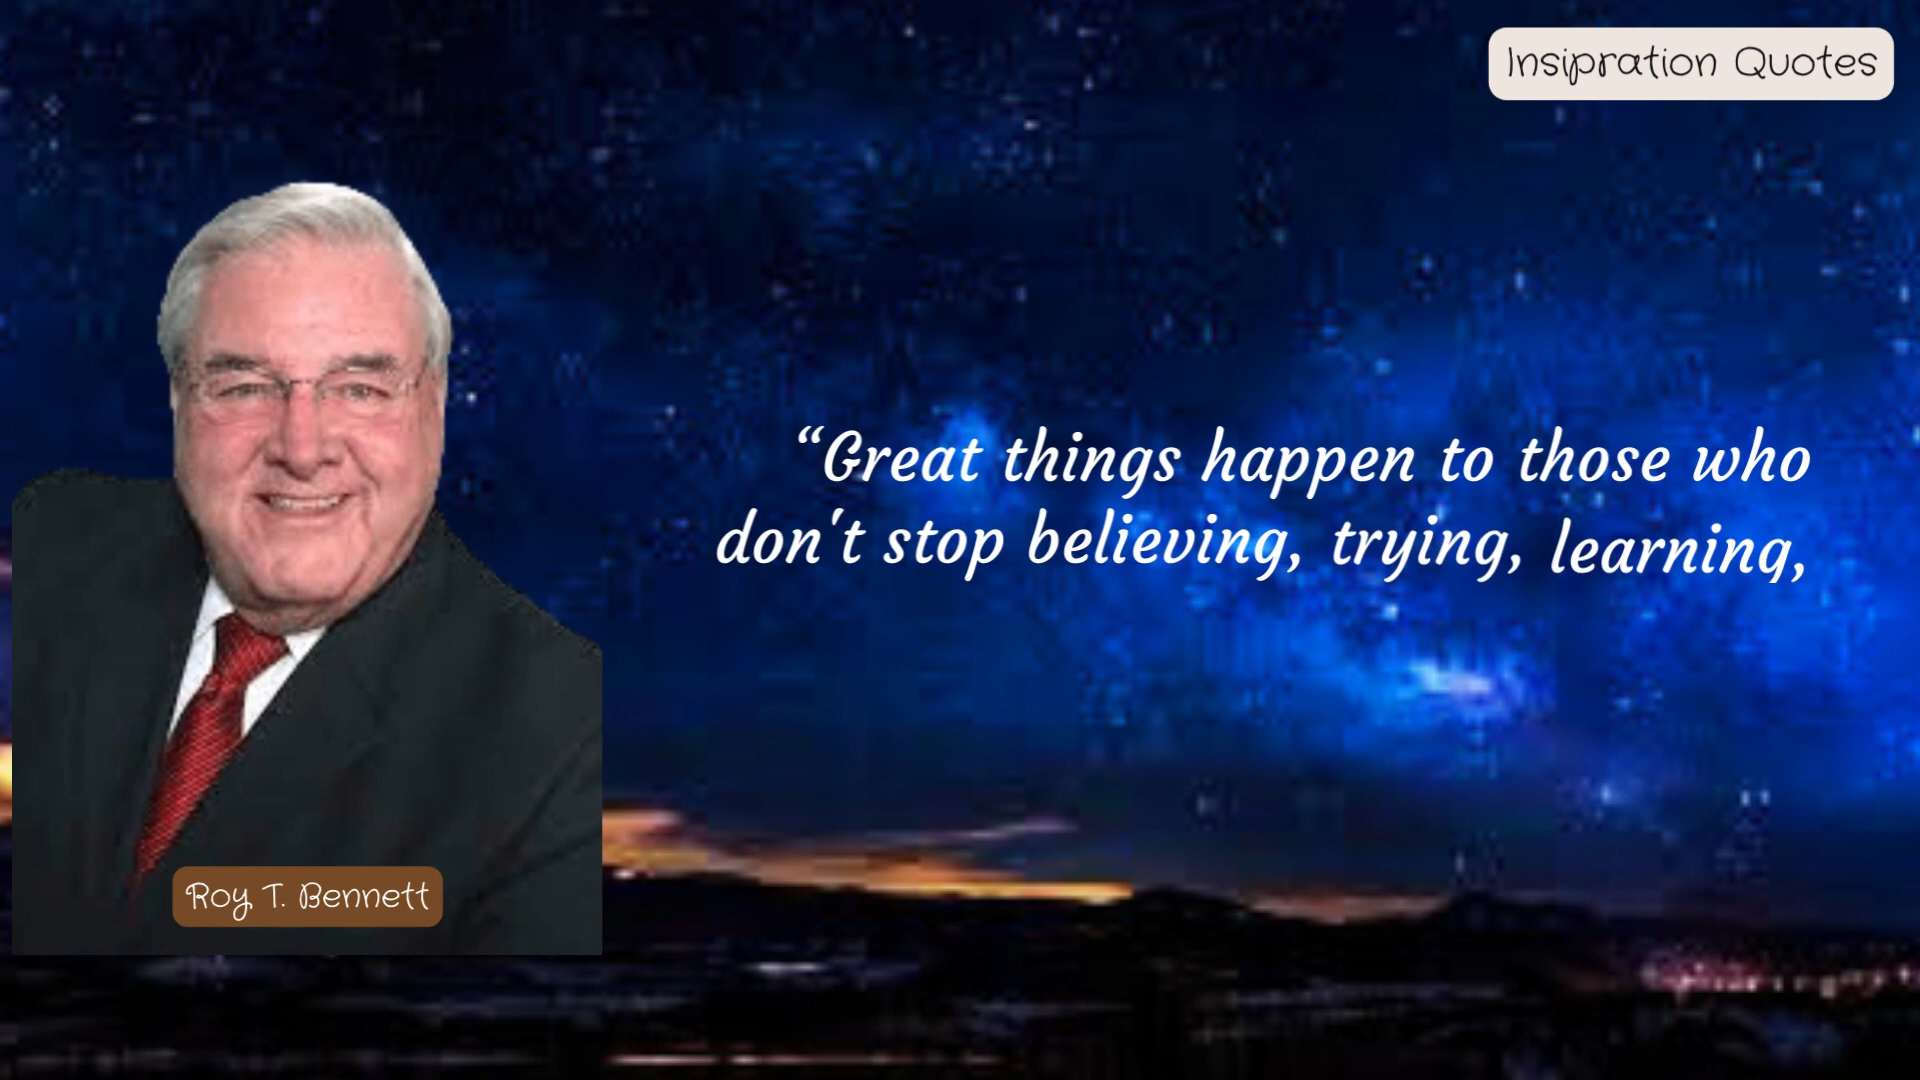 Insipration Quotes
“Great things happen to those who
don't stop believing, trying, learning,
Roy T. Bennett